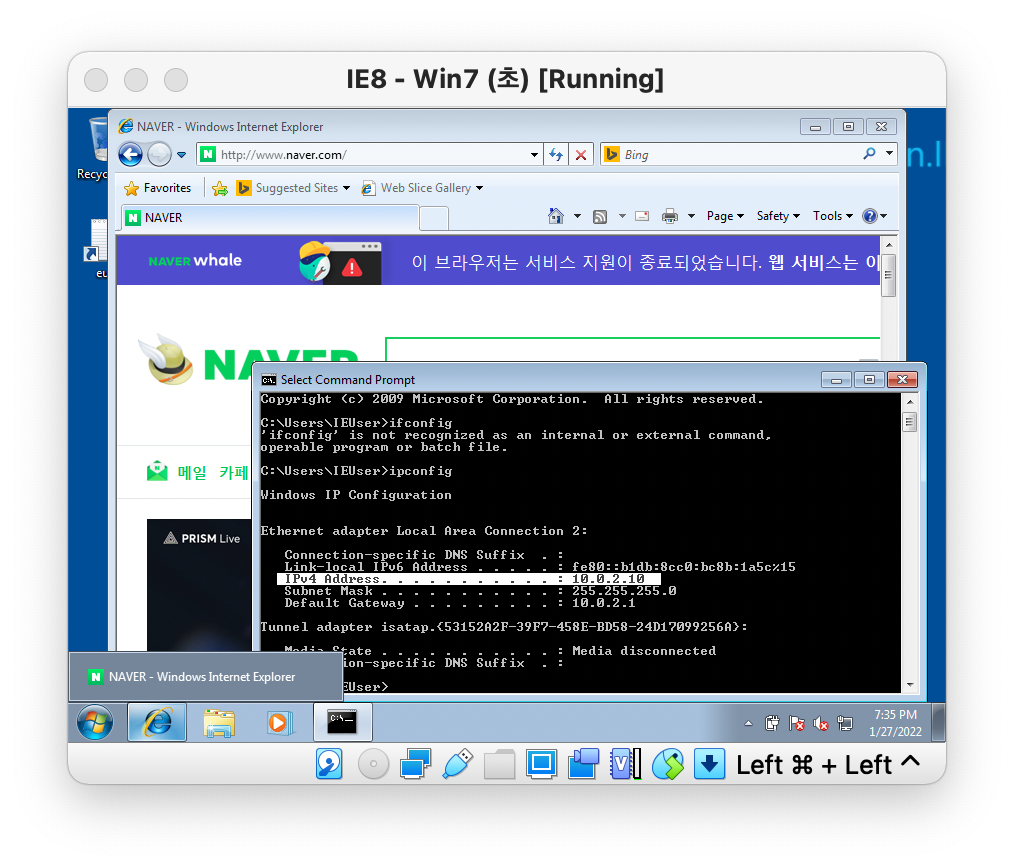 IE8 - Win7 (초) [Running]
Recyc
n.I
eu
NAVER - Windows Internet Explorer
http://www.naver.com/
Bing
Favorites
Suggested Sites
Web Slice Gallery
NAVER
Page
Safety
Tools
NAVER whale
이 브라우저는 서비스 지원이 종료되었습니다. 웹 서비스는 이
NAVER
메일 카페
PRISM Live
Select Command Prompt
Copyright (c) 2009 Microsoft Corporation.  All rights reserved.
C:\Users\IEUser>ifconfig
'ifconfig' is not recognized as an internal or external command,
operable program or batch file.
C:\Users\IEUser>ipconfig
Windows IP Configuration
Ethernet adapter Local Area Connection 2:
Connection-specific DNS Suffix  . :
Link-local IPv6 Address . . . . . : fe80::b1db:8cc0:bc8b:1a5c%15
IPv4 Address. . . . . . . . . . . : 10.0.2.10
Subnet Mask . . . . . . . . . . . : 255.255.255.0
Default Gateway . . . . . . . . . : 10.0.2.1
Tunnel adapter isatap.{53152A2F-39F7-458E-BD58-24D17099256A}:
Media State . . . . . . . . . . . : Media disconnected
tion-specific DNS Suffix  . :
IEUser>
NAVER - Windows Internet Explorer
7:35 PM
1/27/2022
Left ⌘ + Left ^